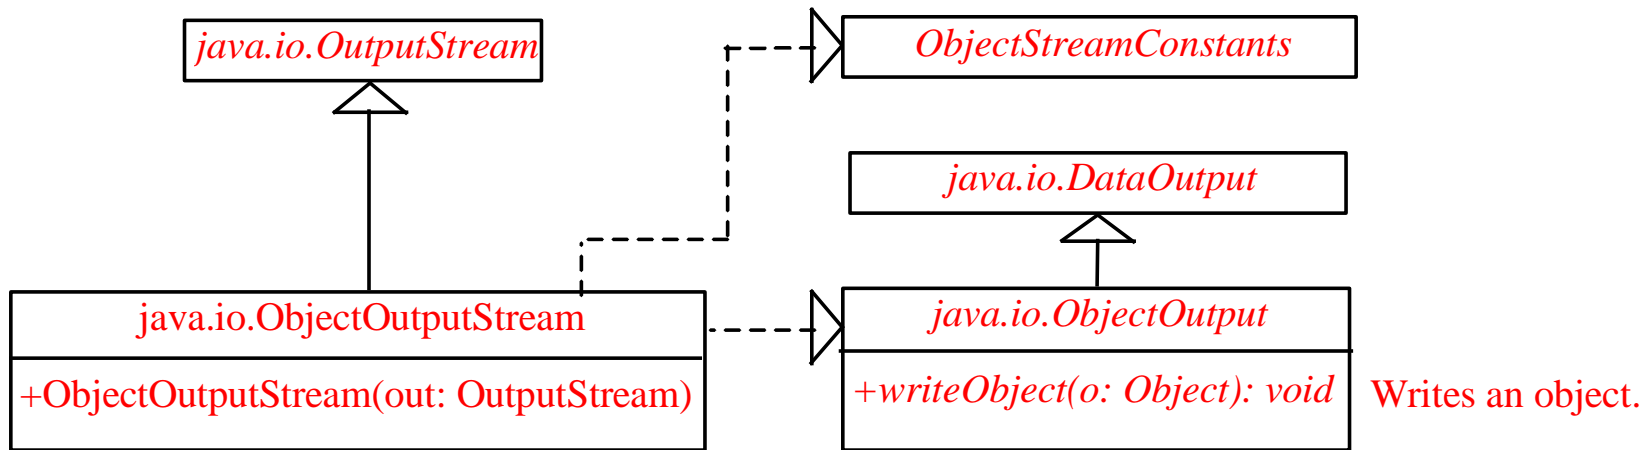 java.io.OutputStream
ObjectStreamConstants
java.io.DataOutput
java.io.ObjectOutputStream
+ObjectOutputStream(out: OutputStream)
java.io.ObjectOutput
+writeObject(o: Object): void
Writes an object.